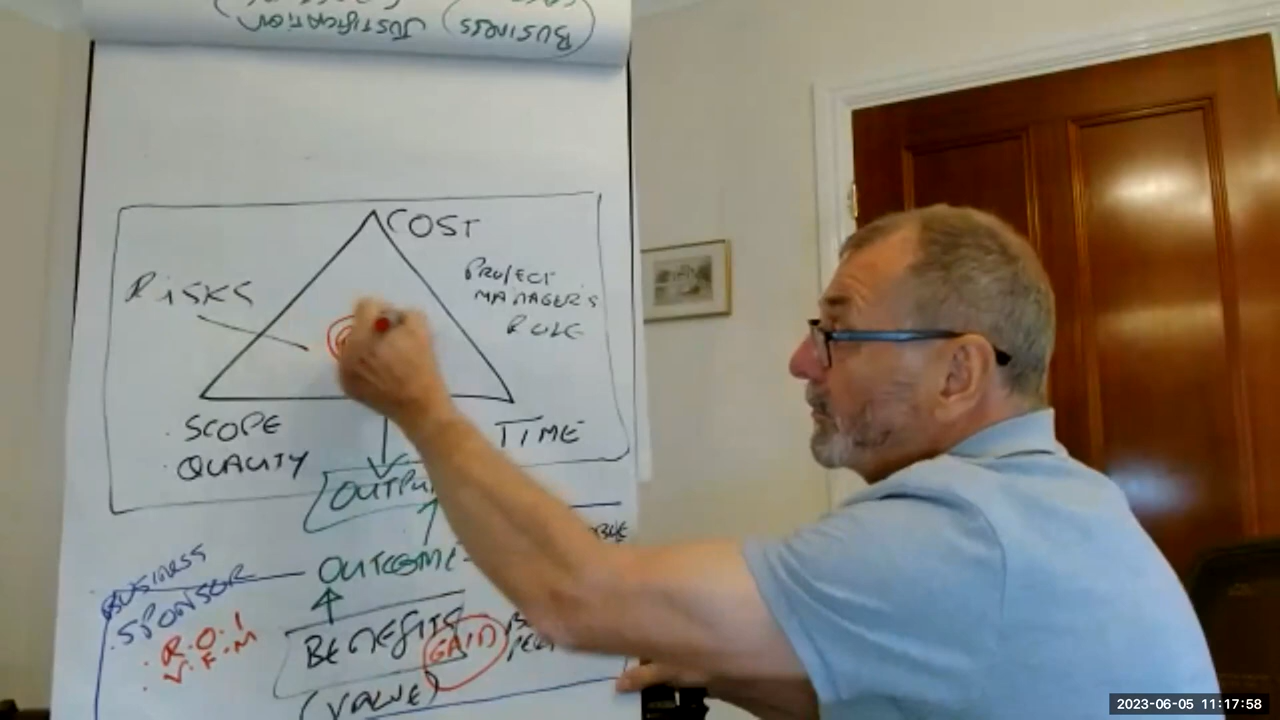 (BUSINESS
JUSTIFICATION
COST
RISKS
PROJECT
MANAGER'S
ROLE
SCOPE
QUALITY
TIME
OUTPU
OUTCOME
BUSINESS
SPONSOR
R.O.I
V.F.M
BENEFITS
GAIN
(VALUE)
2023-06-05 11:17:58